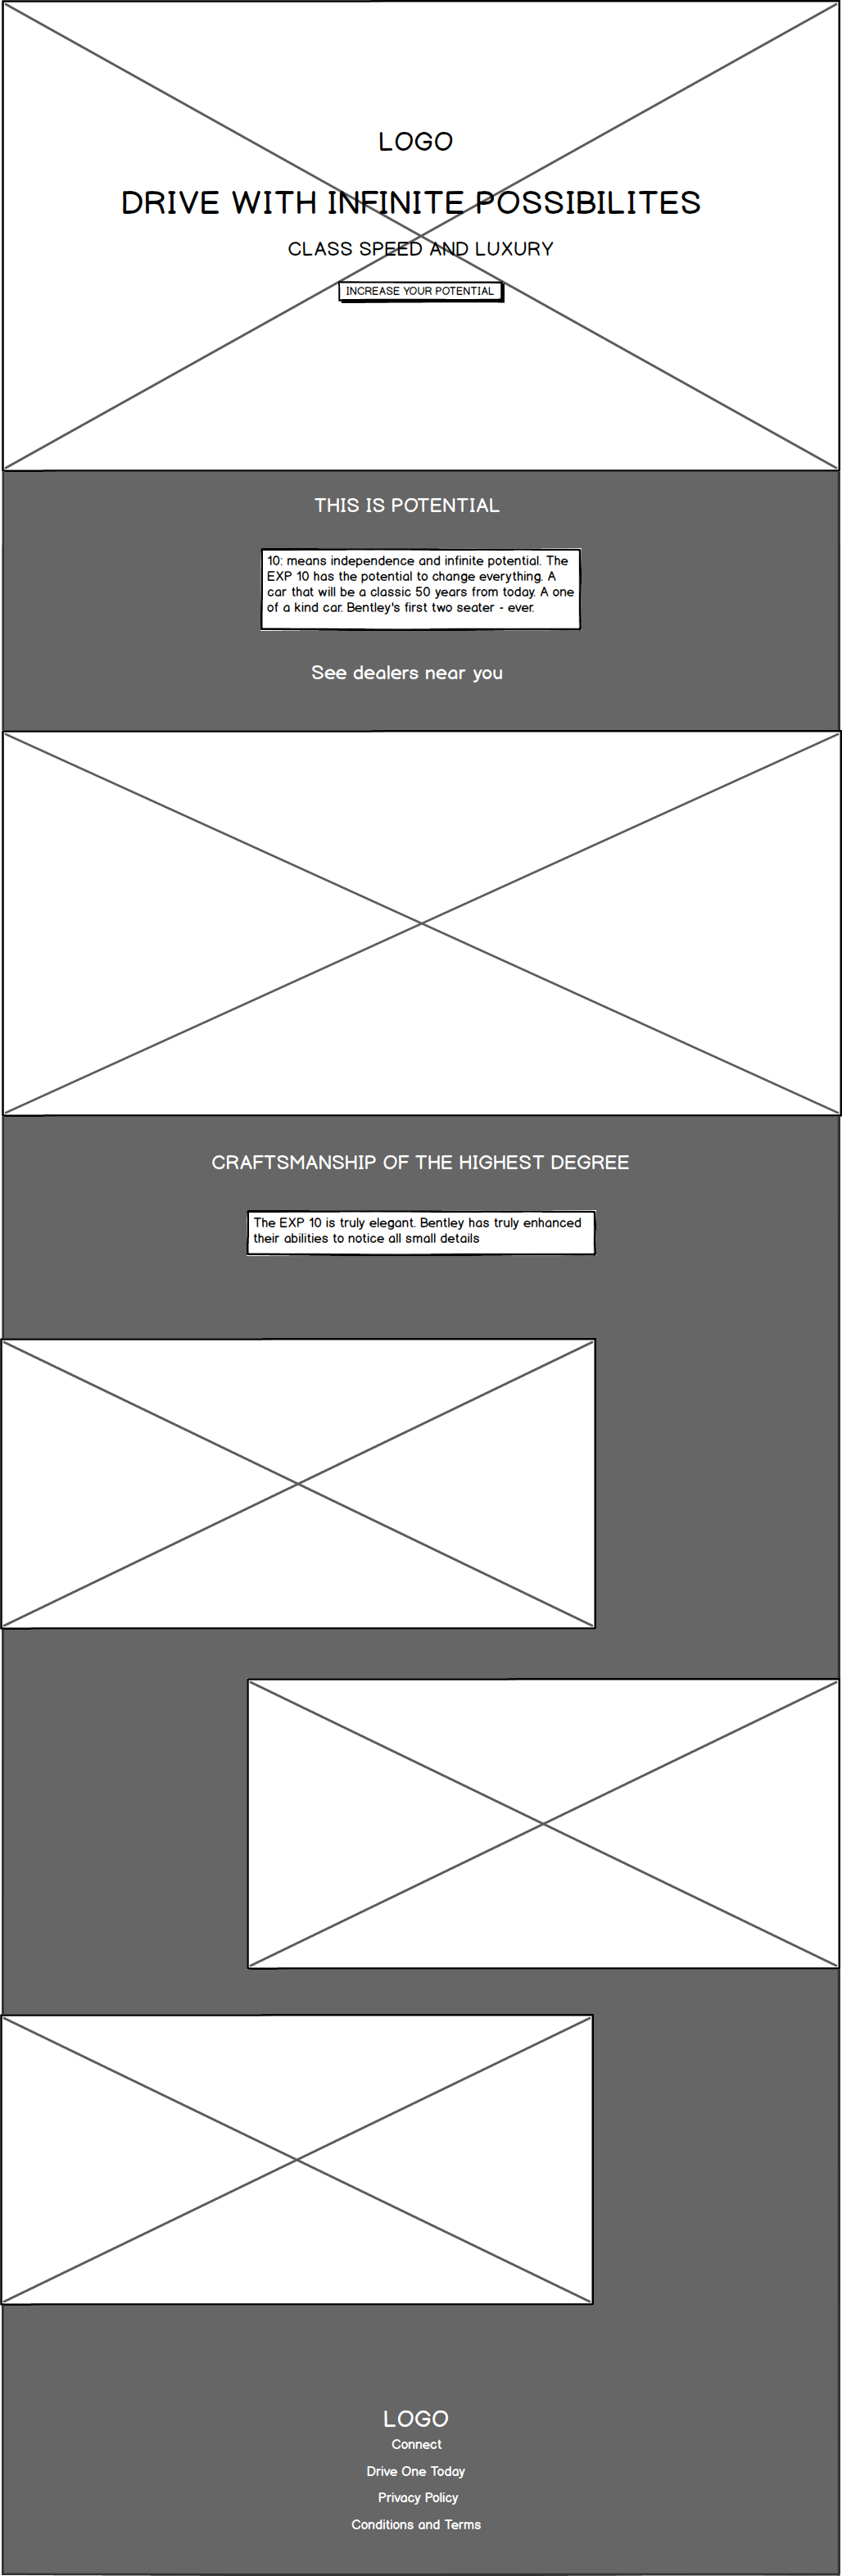 LOGO
DRIVE WITH INFINITE POSSIBILITES
CLASS SPEED AND LUXURY
INCREASE YOUR POTENTIAL
THIS IS POTENTIAL
10: means independence and infinite potential. The
EXP 10 has the potential to change everything. A
car that will be a classic 50 years from today. A one
of a kind car. Bentley's first two seater - ever.
See dealers near you
CRAFTSMANSHIP OF THE HIGHEST DEGREE
The EXP 10 is truly elegant. Bentley has truly enhanced
their abilities to notice all small details
LOGO
Connect
Drive One Today
Privacy Policy
Conditions and Terms